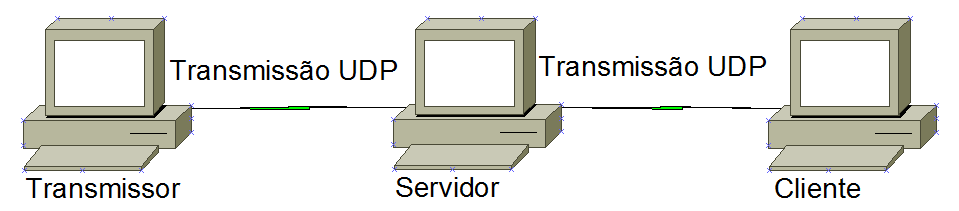 Transmissão UDP
Transmissão UDP
Transmissor
Servidor
Cliente